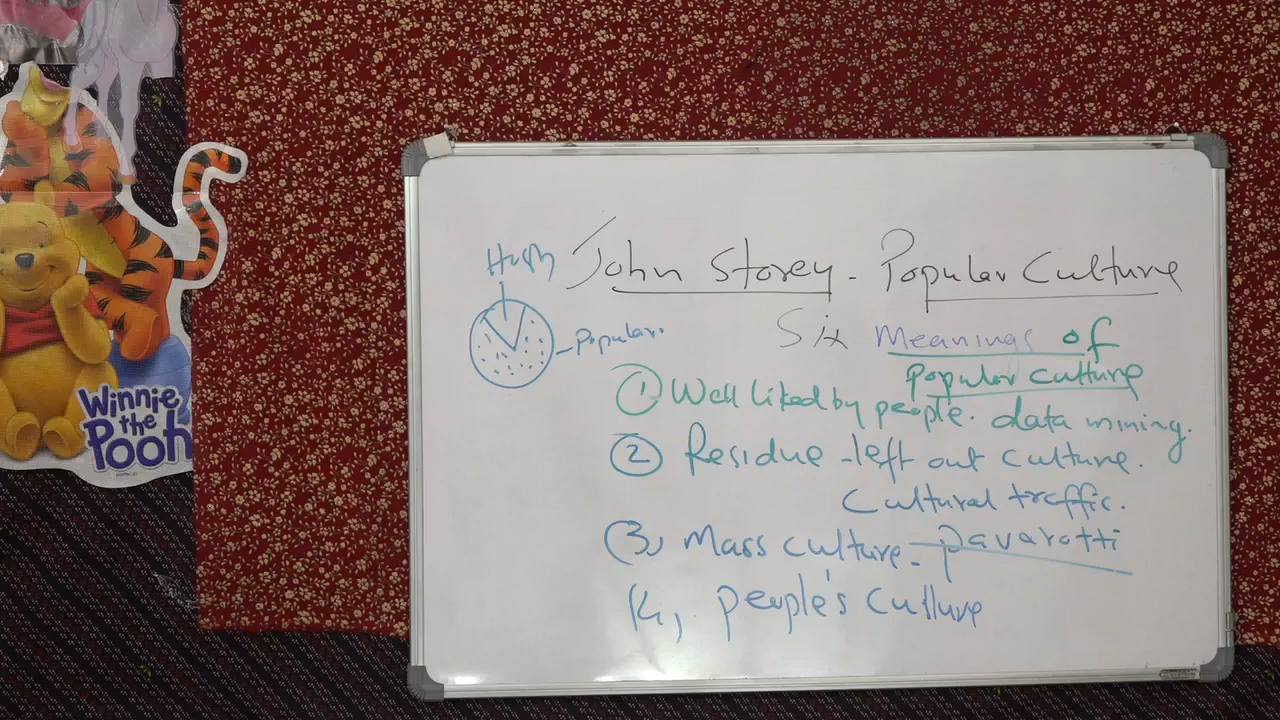 John Storey - Popular Culture
High
Popular.
Six Meanings of
popular culture
① Well liked by people. data mining.
② Residue - left out culture.
Cultural traffic.
3, Mass culture - Pavarotti
4, people's culture
Winnie
the
Pooh